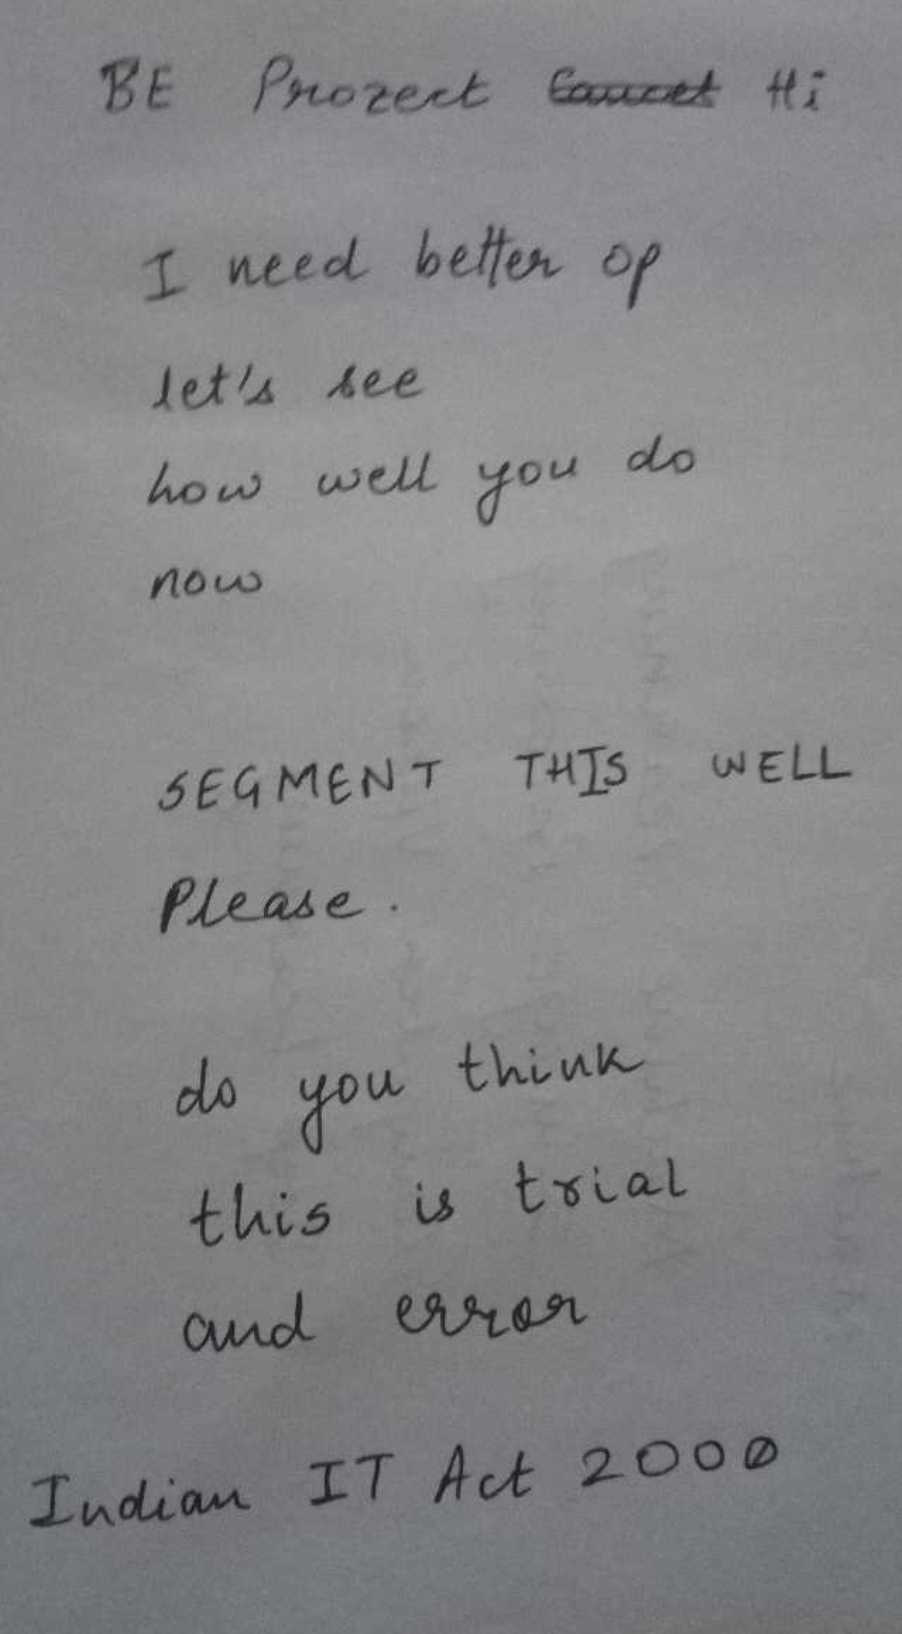 BE Prozect Hi
I need better op
let's see
how well you do
now
SEGMENT THIS WELL
Please.
do you think
this is trial
and error
Indian IT Act 2000